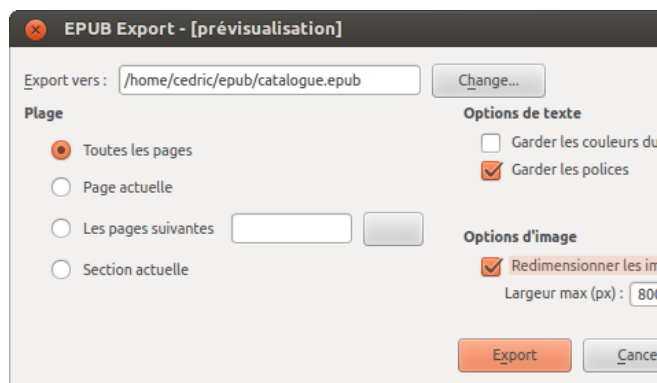 EPUB Export - [prévisualisation]
Export vers : /home/cedric/epub/catalogue.epub Change...
Plage
Toutes les pages
Page actuelle
Les pages suivantes
Section actuelle
Options de texte
Garder les couleurs du
Garder les polices
Options d'image
Redimensionner les
Largeur max (px) : 800
Export